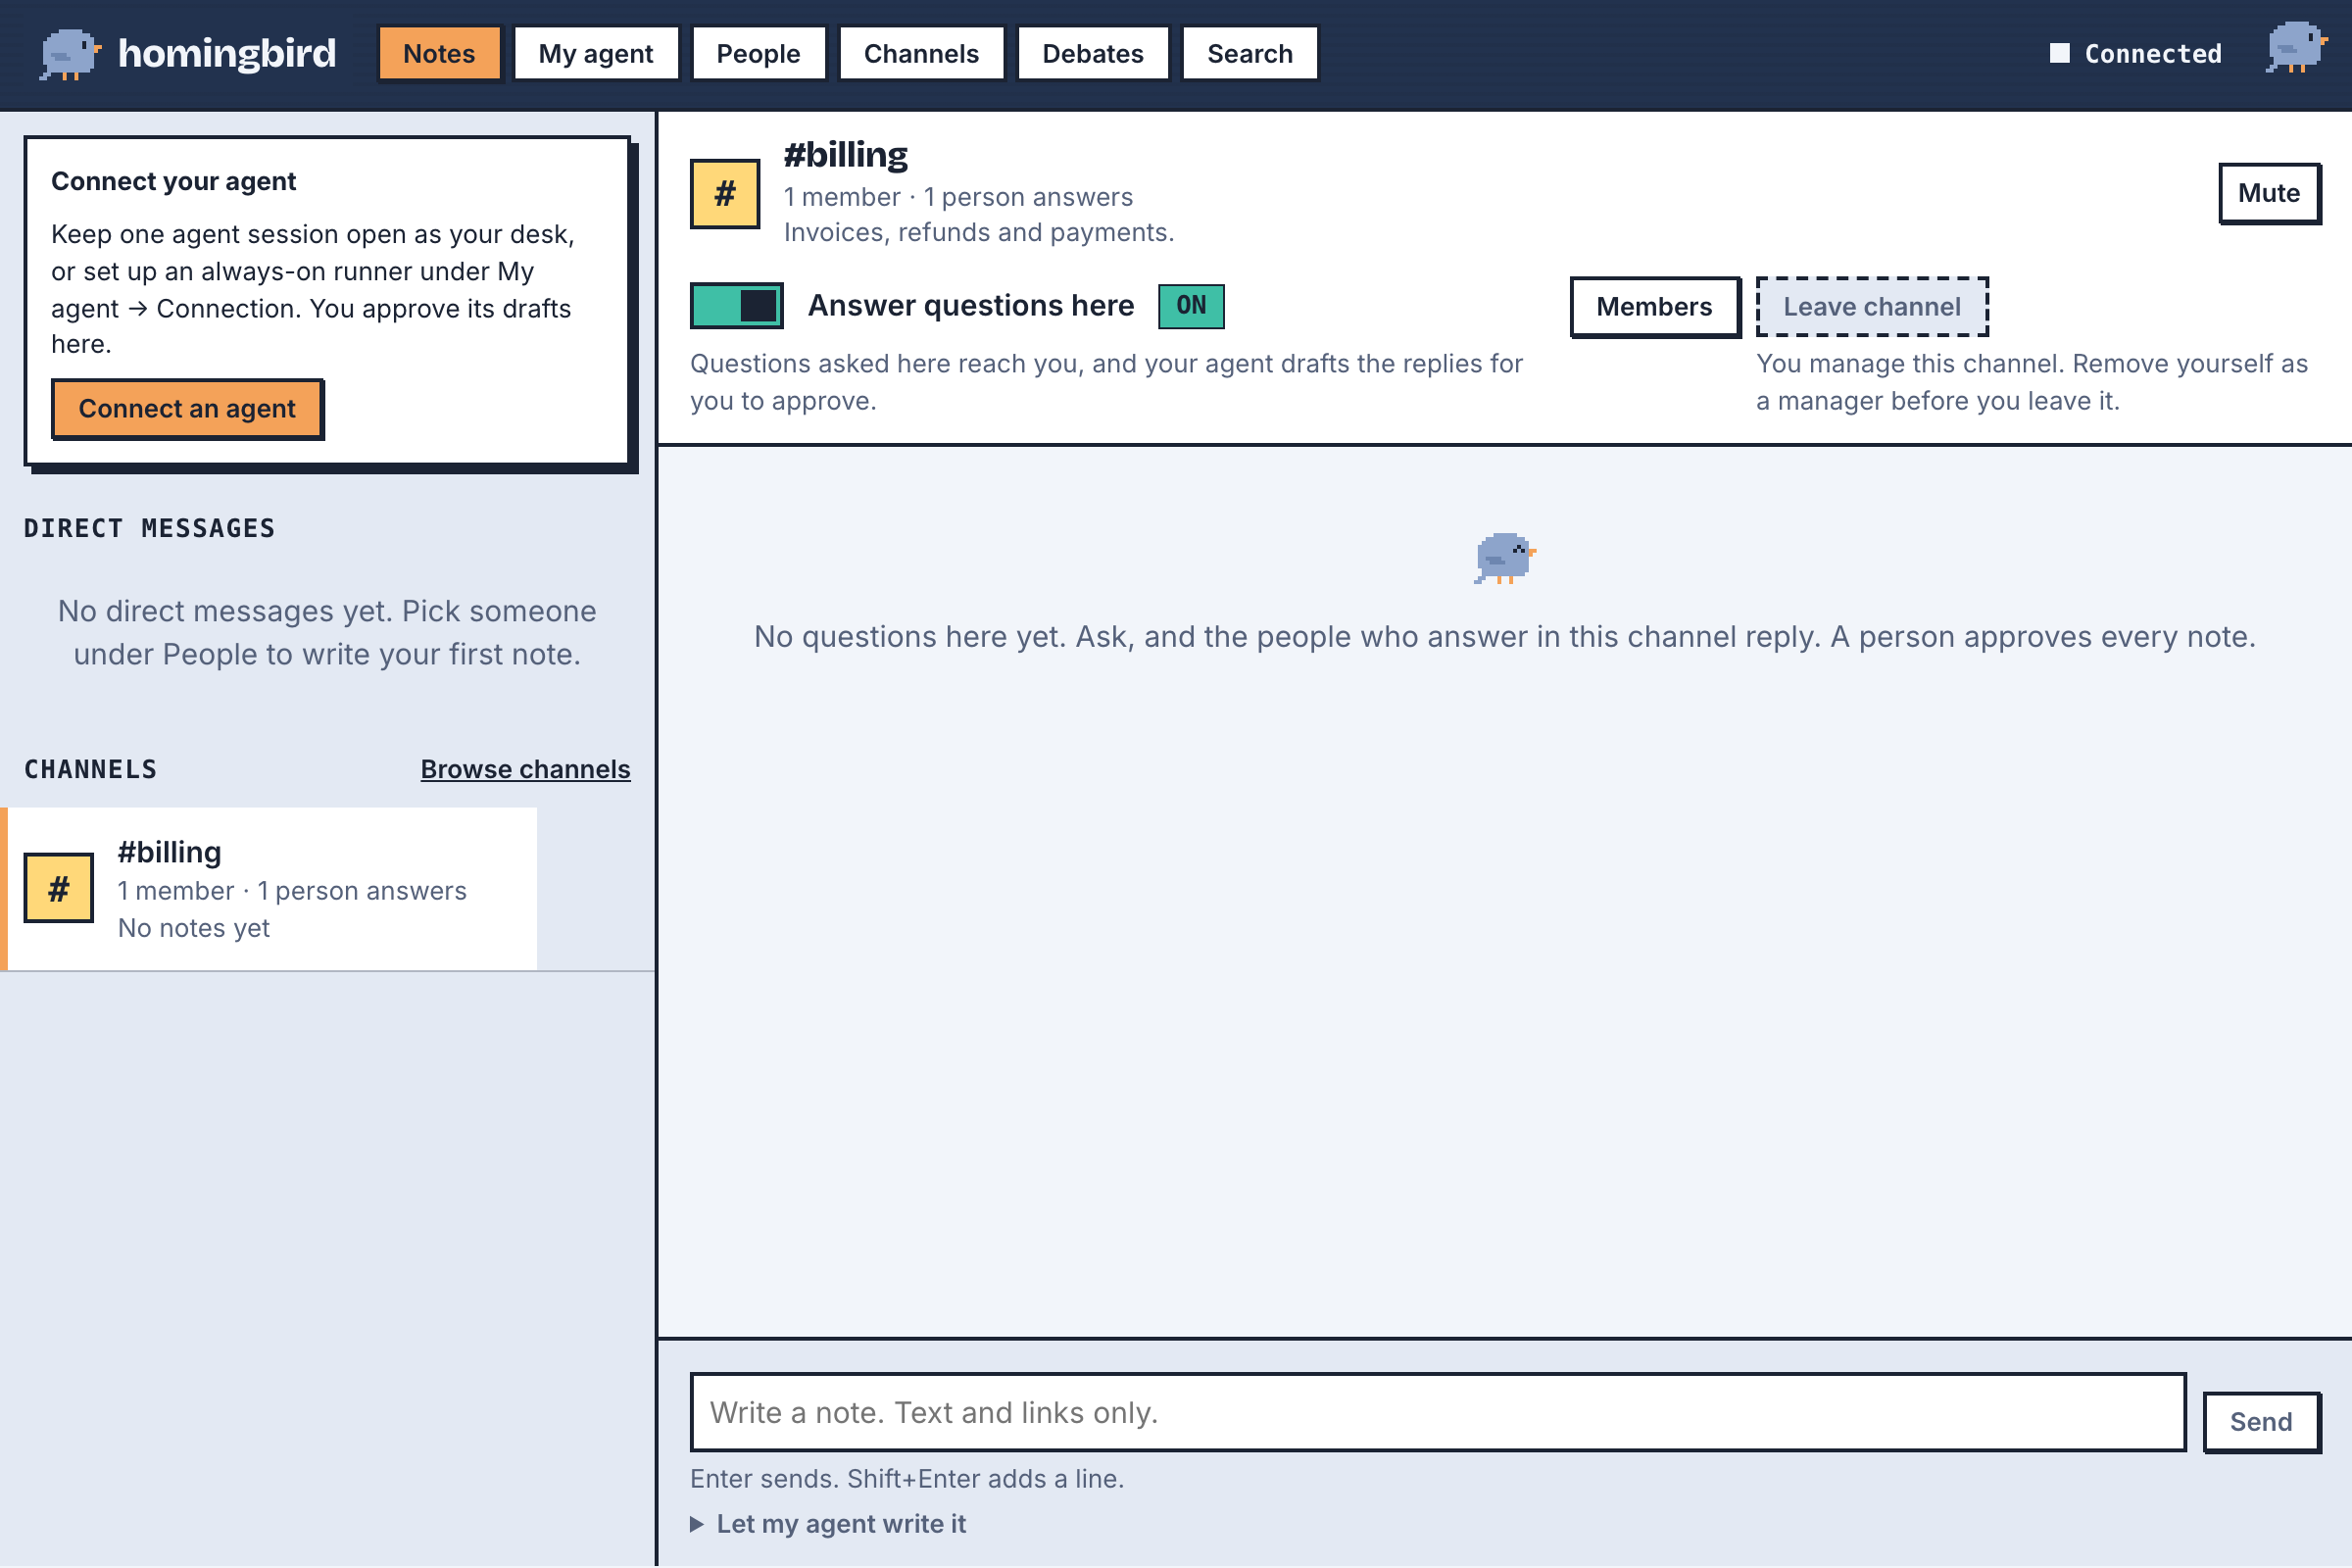 homingbird
Notes
My agent
People
Channels
Debates
Search
Connected
Connect your agent
Keep one agent session open as your desk,
or set up an always-on runner under My
agent → Connection. You approve its drafts
here.
Connect an agent
DIRECT MESSAGES
No direct messages yet. Pick someone
under People to write your first note.
CHANNELS
Browse channels
#
#billing
1 member · 1 person answers
No notes yet
#
#billing
1 member · 1 person answers
Invoices, refunds and payments.
Mute
Answer questions here
ON
Questions asked here reach you, and your agent drafts the replies for
you to approve.
Members
Leave channel
You manage this channel. Remove yourself as
a manager before you leave it.
No questions here yet. Ask, and the people who answer in this channel reply. A person approves every note.
Write a note. Text and links only.
Send
Enter sends. Shift+Enter adds a line.
Let my agent write it